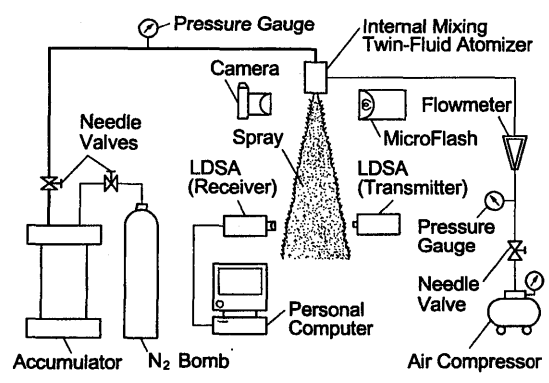 Pressure Gauge
Internal Mixing
Twin-Fluid Atomizer
Camera
Flowmeter
Needle
Valves
Spray
MicroFlash
LDSA
(Receiver)
LDSA
(Transmitter)
Pressure
Gauge
Needle
Valve
Personal
Computer
Accumulator
N₂ Bomb
Air Compressor